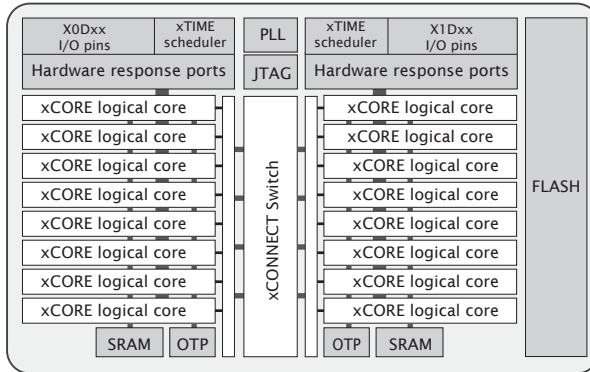 X0Dxx
I/O pins
xTIME
scheduler
PLL
xTIME
scheduler
X1Dxx
I/O pins
Hardware response ports
JTAG
Hardware response ports
xCORE logical core
xCORE logical core
xCORE logical core
xCORE logical core
xCORE logical core
xCORE logical core
xCORE logical core
xCORE logical core
xCONNECT Switch
xCORE logical core
xCORE logical core
xCORE logical core
xCORE logical core
xCORE logical core
xCORE logical core
xCORE logical core
xCORE logical core
FLASH
SRAM
OTP
OTP
SRAM